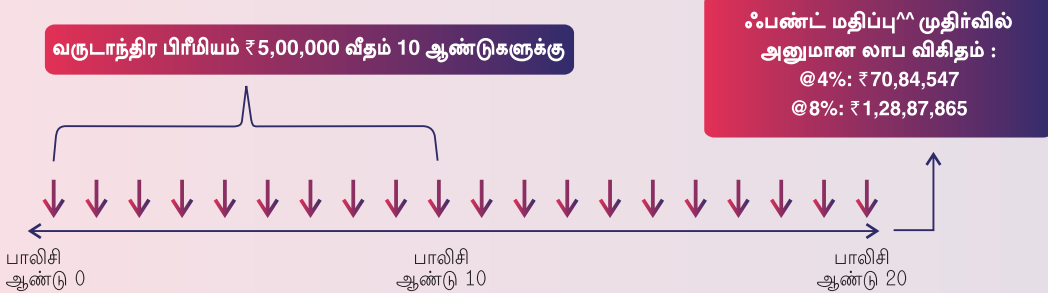 வருடாந்திர பிரீமியம் ₹5,00,000 வீதம் 10 ஆண்டுகளுக்கு
ஃபண்ட் மதிப்பு^^ முதிர்வில்
அனுமான லாப விகிதம் :
@4%: ₹70,84,547
@8%: ₹1,28,87,865
பாலிசி
ஆண்டு 0
பாலிசி
ஆண்டு 10
பாலிசி
ஆண்டு 20